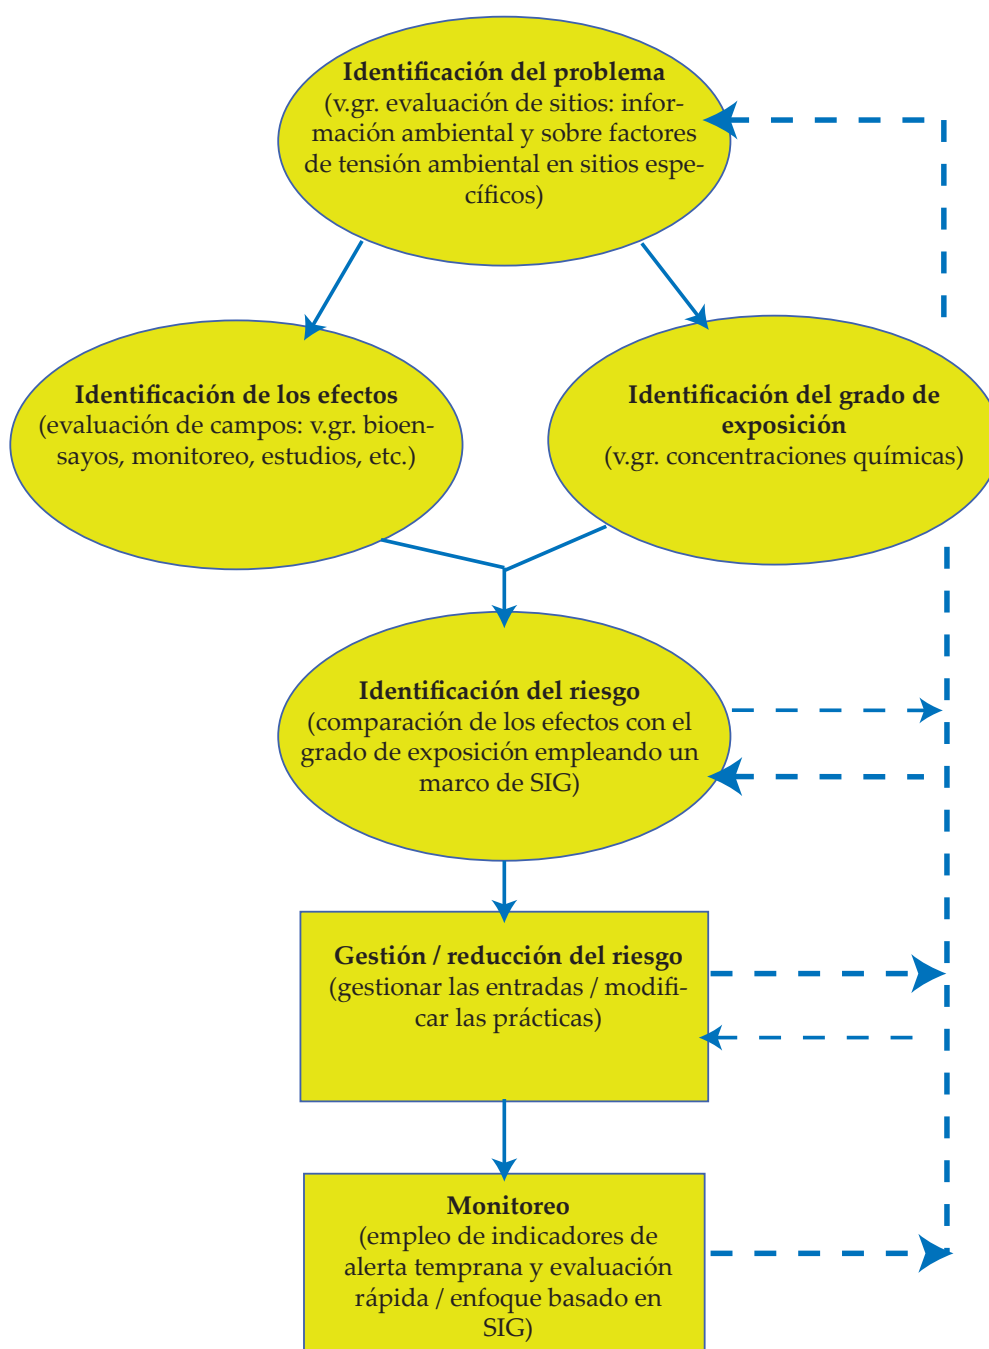 Identificación del problema
(v.gr. evaluación de sitios: infor-
mación ambiental y sobre factores
de tensión ambiental en sitios espe-
cíficos)
Identificación de los efectos
(evaluación de campos: v.gr. bioen-
sayos, monitoreo, estudios, etc.)
Identificación del grado de
exposición
(v.gr. concentraciones químicas)
Identificación del riesgo
(comparación de los efectos con el
grado de exposición empleando un
marco de SIG)
Gestión / reducción del riesgo
(gestionar las entradas / modifi-
car las prácticas)
Monitoreo
(empleo de indicadores de
alerta temprana y evaluación
rápida / enfoque basado en
SIG)